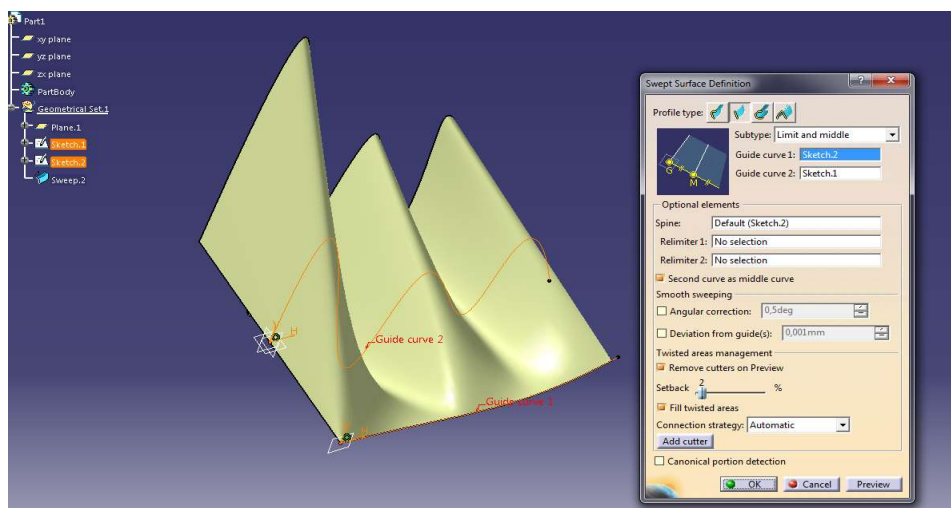 Part1
xy plane
yz plane
zx plane
PartBody
Geometrical Set.1
Plane.1
Sketch.1
Sketch.2
Sweep.2
H
Guide curve 2
Guide curve 1
Swept Surface Definition
Profile type:
Subtype: Limit and middle
Guide curve 1: Sketch.2
Guide curve 2: Sketch.1
G
M
Optional elements
Spine: Default (Sketch.2)
Relimiter 1: No selection
Relimiter 2: No selection
Second curve as middle curve
Smooth sweeping
Angular correction: 0,5deg
Deviation from guide(s): 0,001mm
Twisted areas management
Remove cutters on Preview
Setback 2 %
Fill twisted areas
Connection strategy: Automatic
Add cutter
Canonical portion detection
OK Cancel Preview